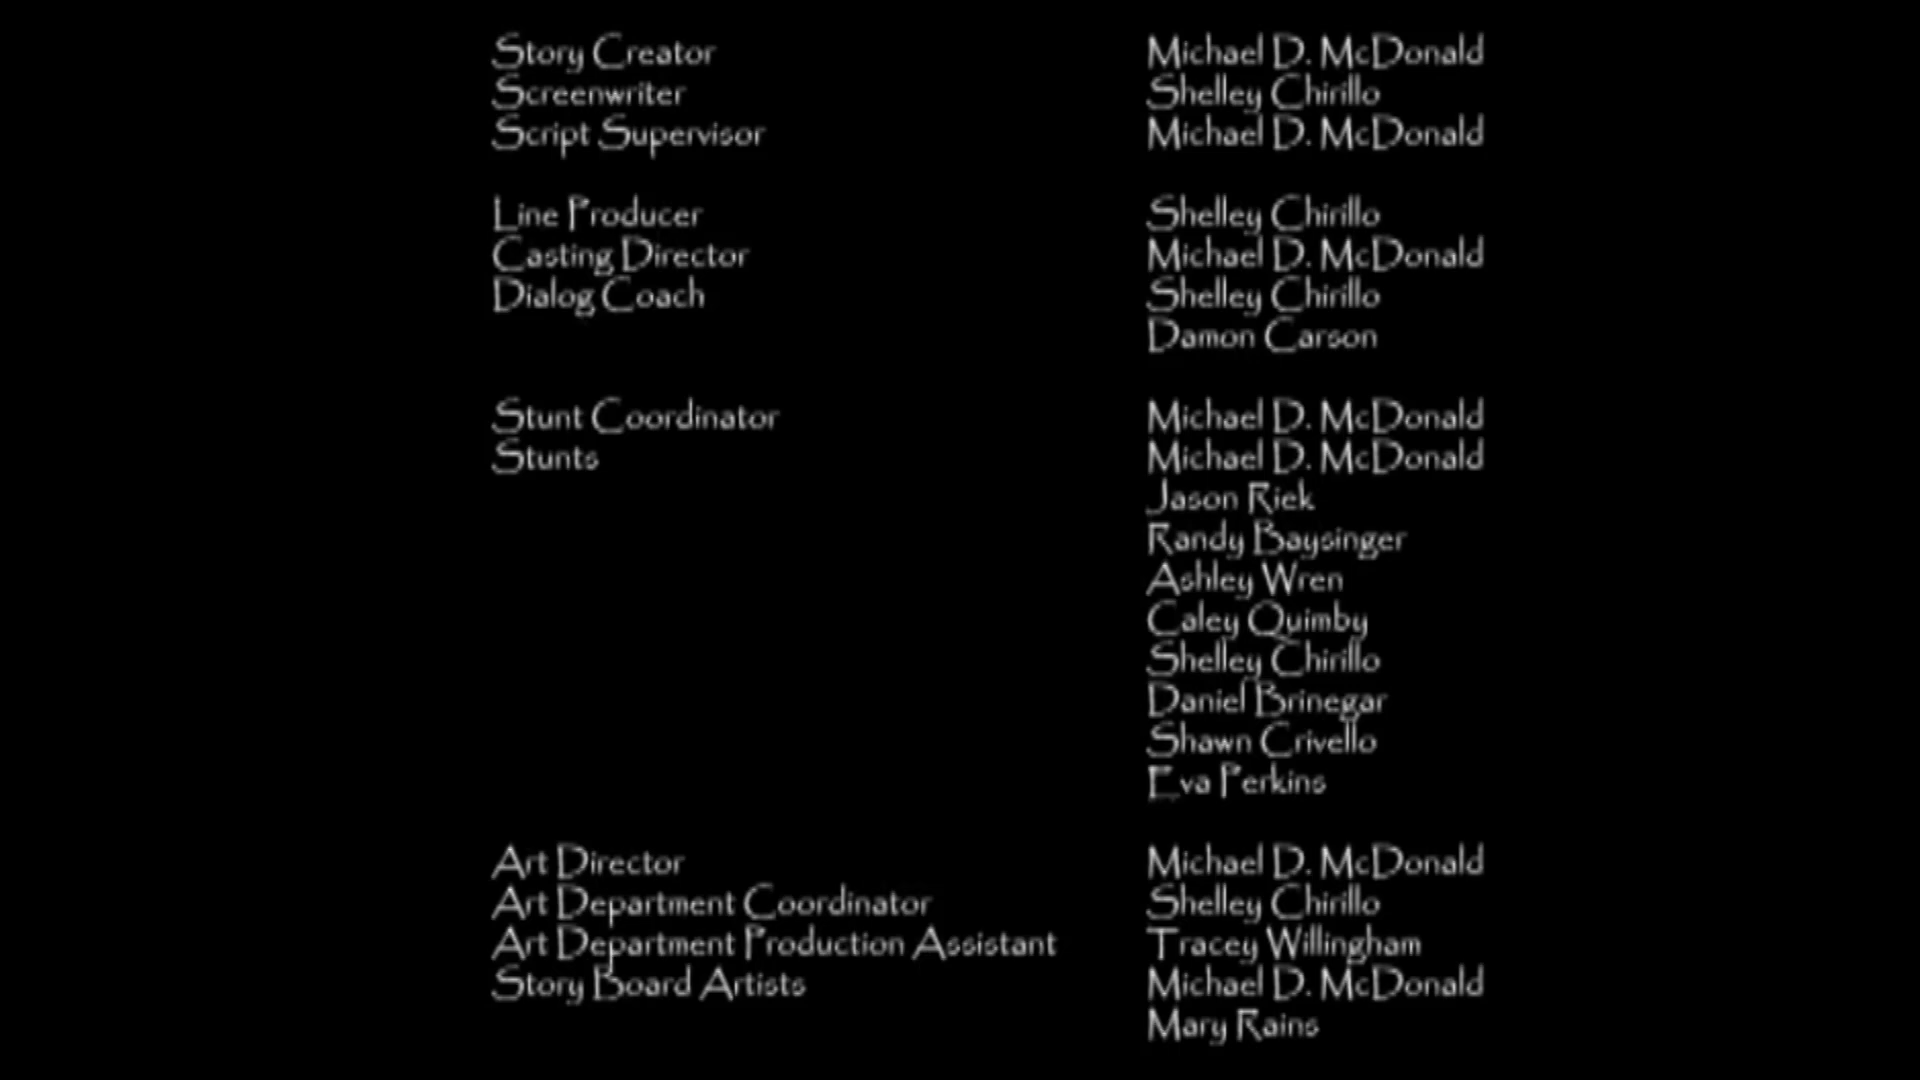 Story Creator Michael D. McDonald
Screenwriter Shelley Chirillo
Script Supervisor Michael D. McDonald
Line Producer Shelley Chirillo
Casting Director Michael D. McDonald
Dialog Coach Shelley Chirillo
Damon Carson
Stunt Coordinator Michael D. McDonald
Stunts Michael D. McDonald
Jason Riek
Randy Baysinger
Ashley Wren
Caley Quimby
Shelley Chirillo
Daniel Brinegar
Shawn Crivello
Eva Perkins
Art Director Michael D. McDonald
Art Department Coordinator Shelley Chirillo
Art Department Production Assistant Tracey Willingham
Story Board Artists Michael D. McDonald
Mary Rains